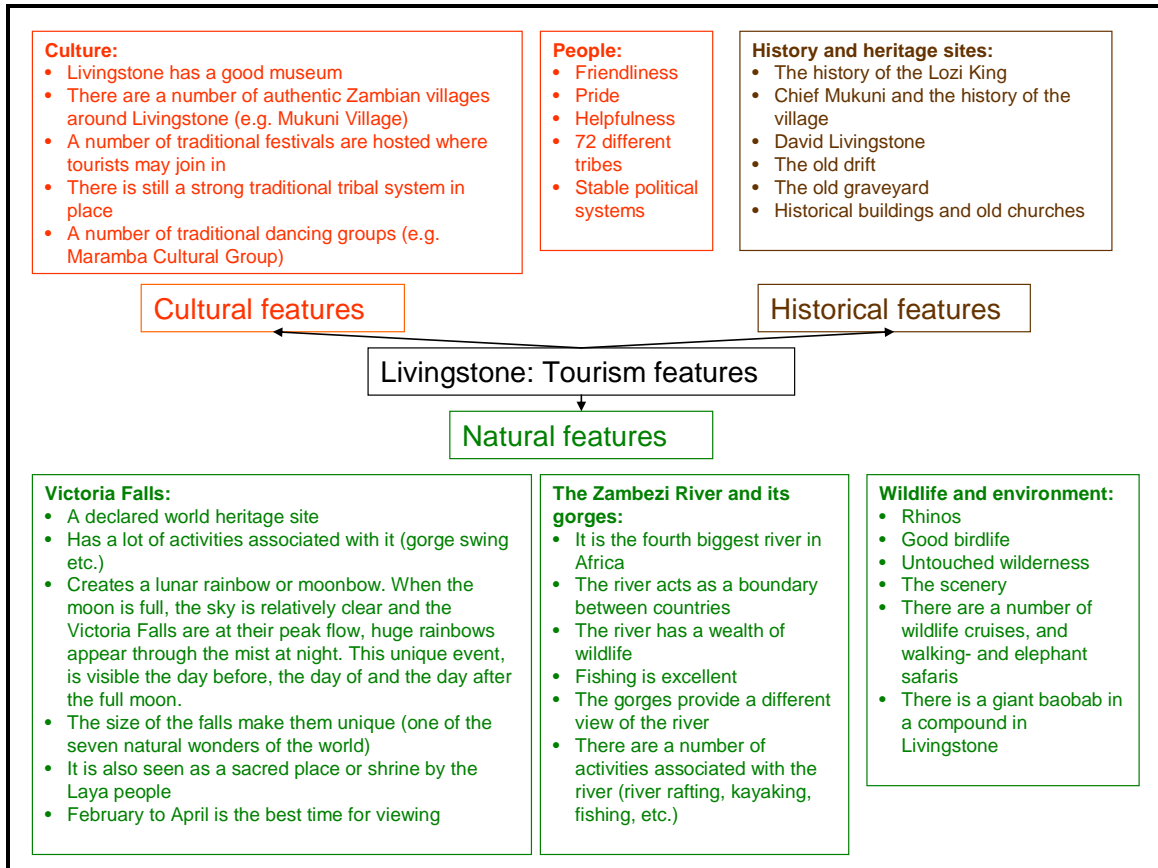 Culture:
• Livingstone has a good museum
• There are a number of authentic Zambian villages
around Livingstone (e.g. Mukuni Village)
• A number of traditional festivals are hosted where
tourists may join in
• There is still a strong traditional tribal system in
place
• A number of traditional dancing groups (e.g.
Maramba Cultural Group)
People:
• Friendliness
• Pride
• Helpfulness
• 72 different
tribes
• Stable political
systems
History and heritage sites:
• The history of the Lozi King
• Chief Mukuni and the history of the
village
• David Livingstone
• The old drift
• The old graveyard
• Historical buildings and old churches
Cultural features
Historical features
Livingstone: Tourism features
Natural features
Victoria Falls:
• A declared world heritage site
• Has a lot of activities associated with it (gorge swing
etc.)
• Creates a lunar rainbow or moonbow. When the
moon is full, the sky is relatively clear and the
Victoria Falls are at their peak flow, huge rainbows
appear through the mist at night. This unique event,
is visible the day before, the day of and the day after
the full moon.
• The size of the falls make them unique (one of the
seven natural wonders of the world)
• It is also seen as a sacred place or shrine by the
Laya people
• February to April is the best time for viewing
The Zambezi River and its
gorges:
• It is the fourth biggest river in
Africa
• The river acts as a boundary
between countries
• The river has a wealth of
wildlife
• Fishing is excellent
• The gorges provide a different
view of the river
• There are a number of
activities associated with the
river (river rafting, kayaking,
fishing, etc.)
Wildlife and environment:
• Rhinos
• Good birdlife
• Untouched wilderness
• The scenery
• There are a number of
wildlife cruises, and
walking- and elephant
safaris
• There is a giant baobab in
a compound in
Livingstone